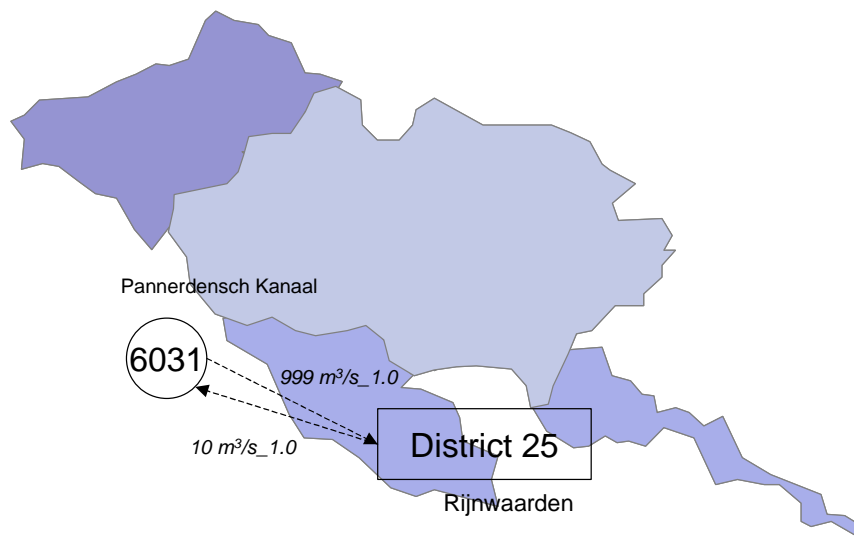 Pannerdensch Kanaal
6031
999 m³/s_1.0
10 m³/s_1.0
District 25
Rijnwaarden